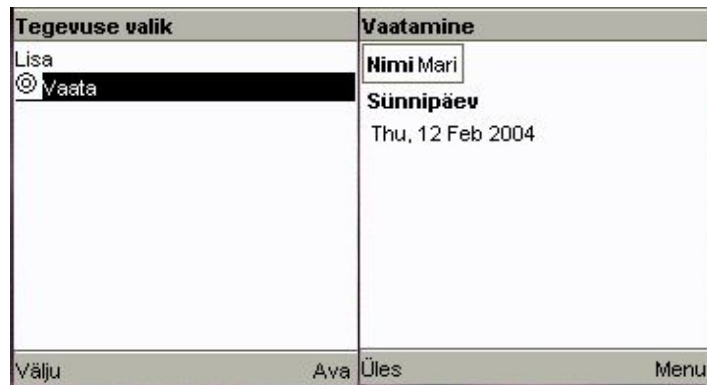 Tegevuse valik
Lisa
Vaata
Välju Ava
Vaatamine
Nimi Mari
Sünnipäev
Thu, 12 Feb 2004
Üles Menu